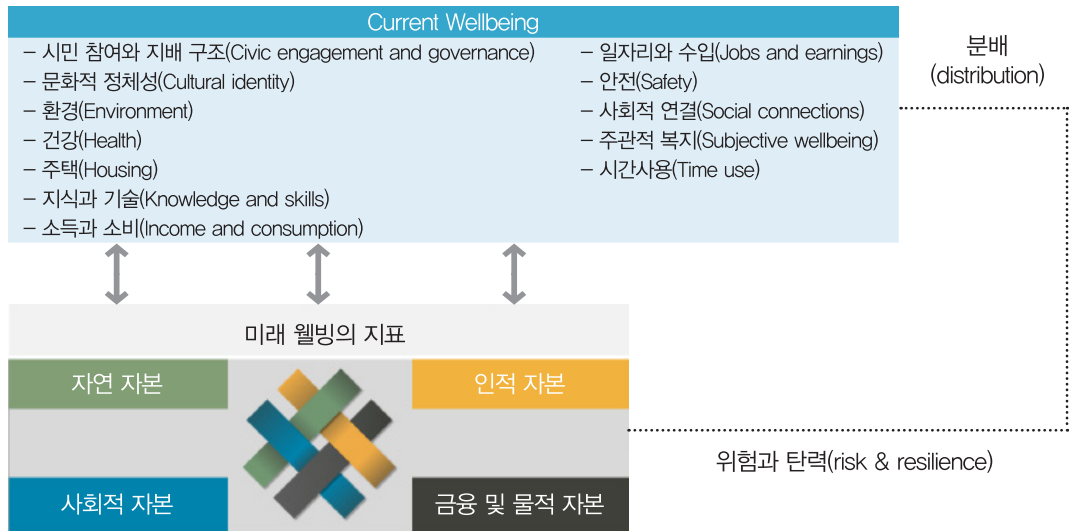 Current Wellbeing
– 시민 참여와 지배 구조(Civic engagement and governance)
– 문화적 정체성(Cultural identity)
– 환경(Environment)
– 건강(Health)
– 주택(Housing)
– 지식과 기술(Knowledge and skills)
– 소득과 소비(Income and consumption)
– 일자리와 수입(Jobs and earnings)
– 안전(Safety)
– 사회적 연결(Social connections)
– 주관적 복지(Subjective wellbeing)
– 시간사용(Time use)
분배
(distribution)
미래 웰빙의 지표
자연 자본
인적 자본
사회적 자본
금융 및 물적 자본
위험과 탄력(risk & resilience)